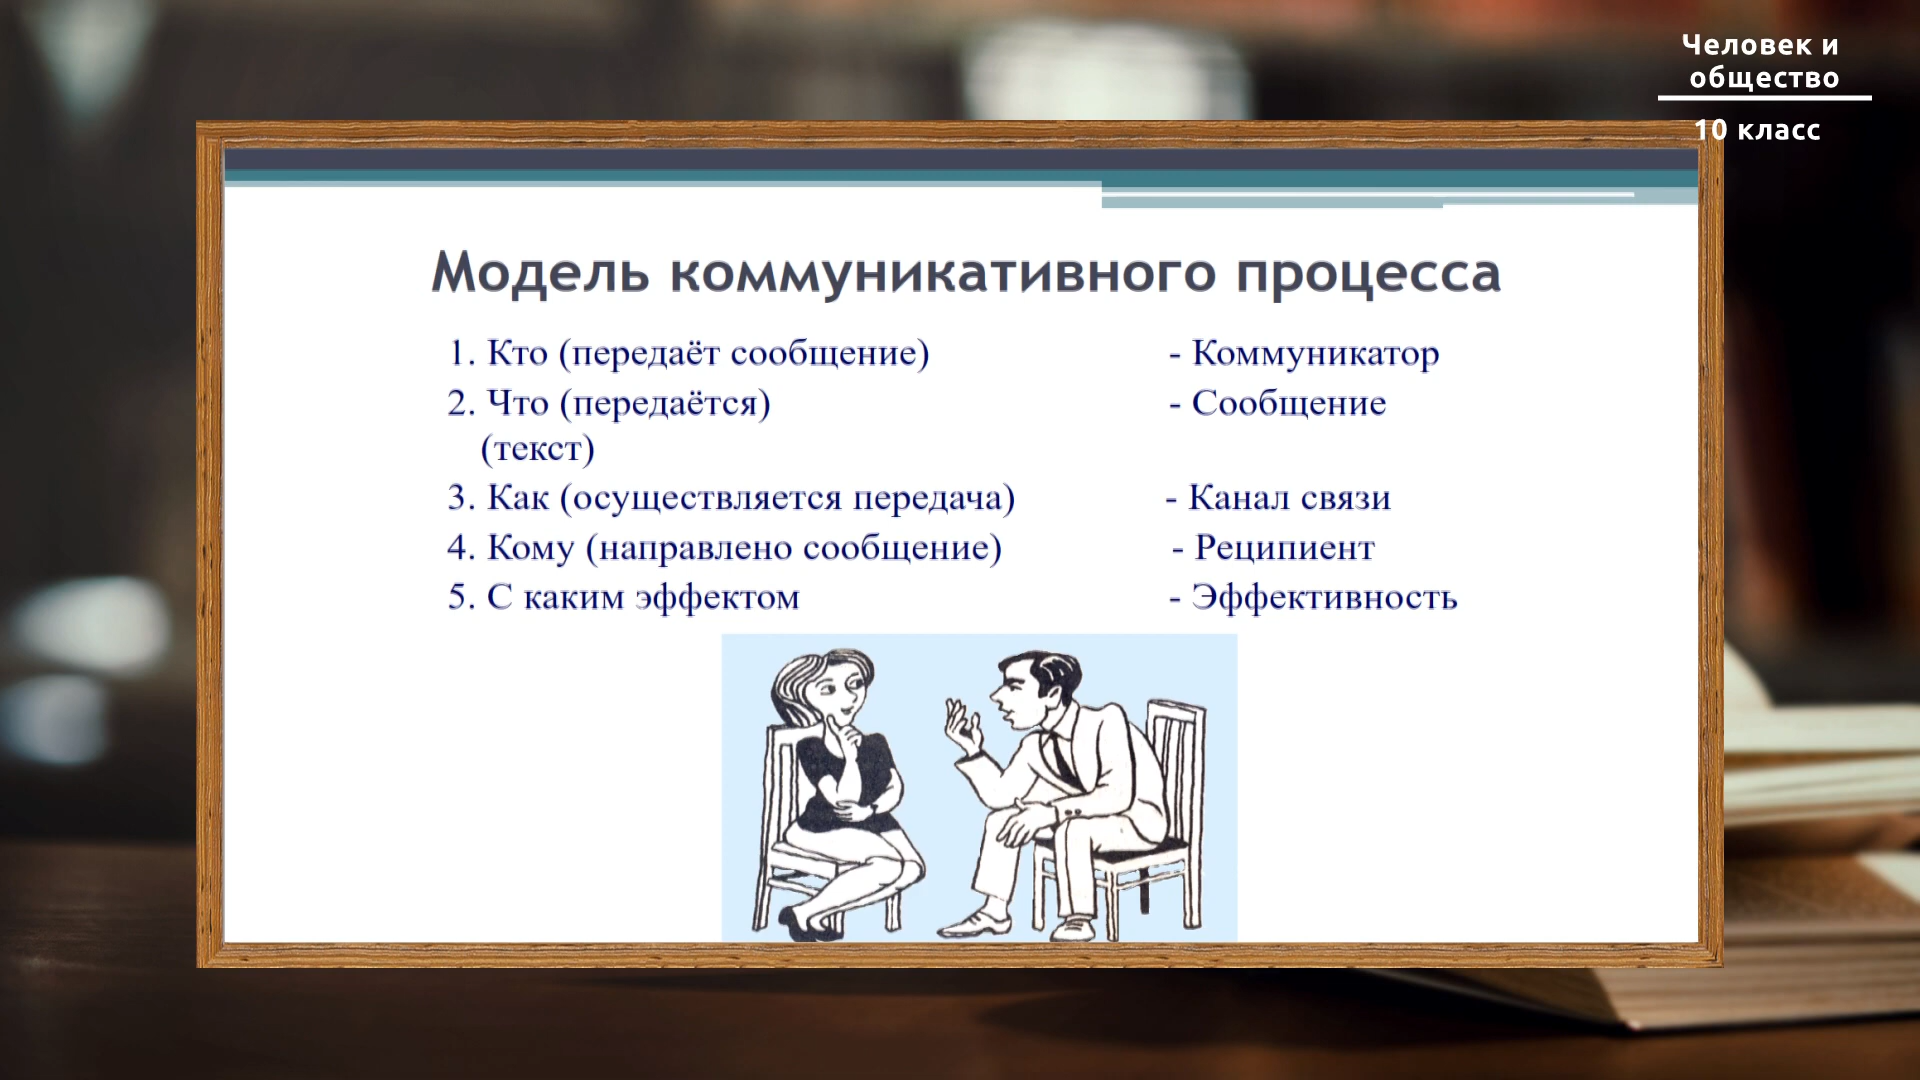 Человек и
общество
10 класс
Модель коммуникативного процесса
1. Кто (передаёт сообщение) - Коммуникатор
2. Что (передаётся) - Сообщение
(текст)
3. Как (осуществляется передача) - Канал связи
4. Кому (направлено сообщение) - Реципиент
5. С каким эффектом - Эффективность